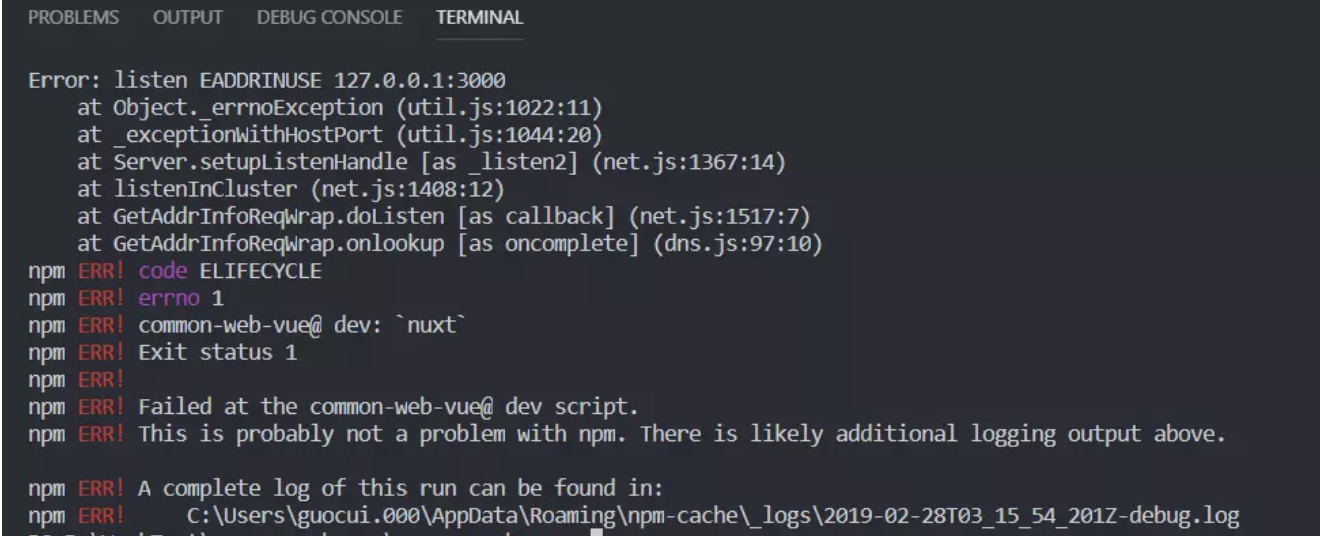 PROBLEMS OUTPUT DEBUG CONSOLE TERMINAL
Error: listen EADDRINUSE 127.0.0.1:3000
    at Object._errnoException (util.js:1022:11)
    at _exceptionWithHostPort (util.js:1044:20)
    at Server.setupListenHandle [as _listen2] (net.js:1367:14)
    at listenInCluster (net.js:1408:12)
    at GetAddrInfoReqWrap.doListen [as callback] (net.js:1517:7)
    at GetAddrInfoReqWrap.onlookup [as oncomplete] (dns.js:97:10)
npm ERR! code ELIFECYCLE
npm ERR! errno 1
npm ERR! common-web-vue@ dev: `nuxt`
npm ERR! Exit status 1
npm ERR!
npm ERR! Failed at the common-web-vue@ dev script.
npm ERR! This is probably not a problem with npm. There is likely additional logging output above.
npm ERR! A complete log of this run can be found in:
npm ERR!     C:\Users\guocui.000\AppData\Roaming\npm-cache\_logs\2019-02-28T03_15_54_201Z-debug.log